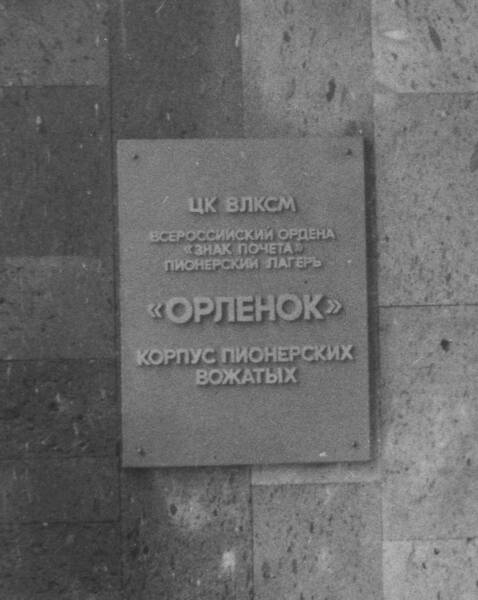 ЦК ВЛКСМ
ВСЕРОССИЙСКИЙ ОРДЕНА
«ЗНАК ПОЧЕТА»
ПИОНЕРСКИЙ ЛАГЕРЬ
«ОРЛЕНОК»
КОРПУС ПИОНЕРСКИХ
ВОЖАТЫХ